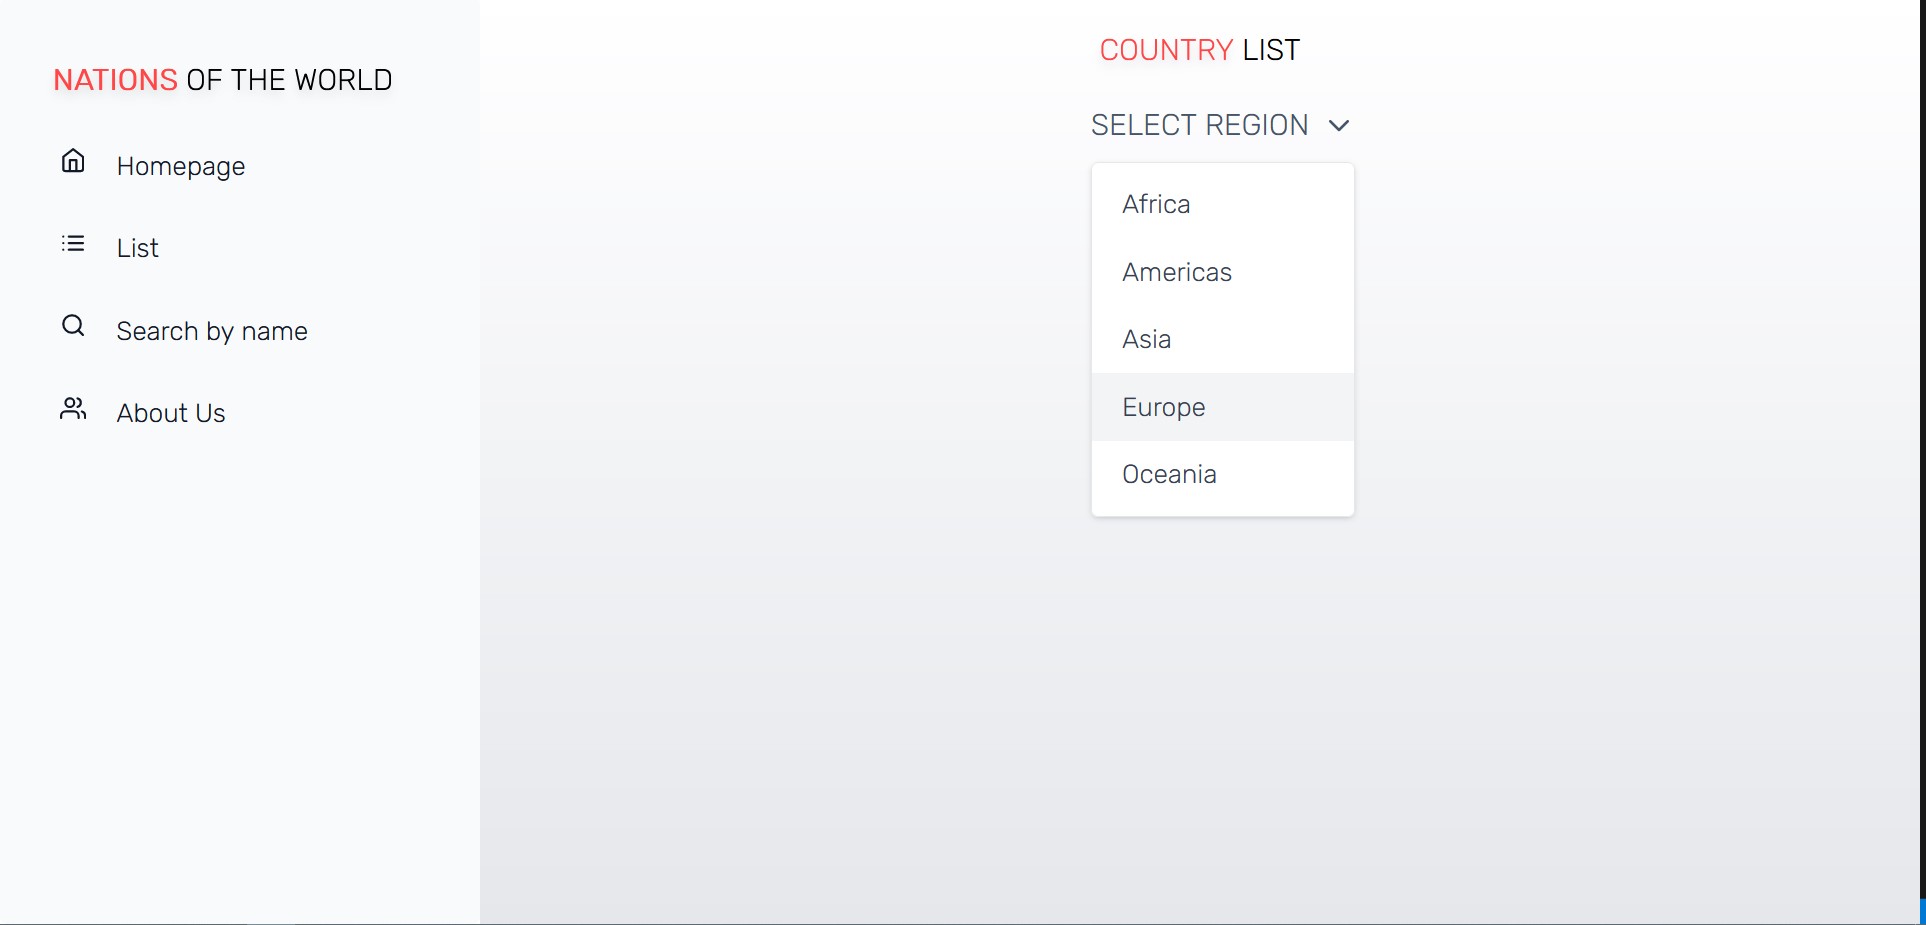 NATIONS OF THE WORLD
Homepage
List
Search by name
About Us
COUNTRY LIST
SELECT REGION
Africa
Americas
Asia
Europe
Oceania